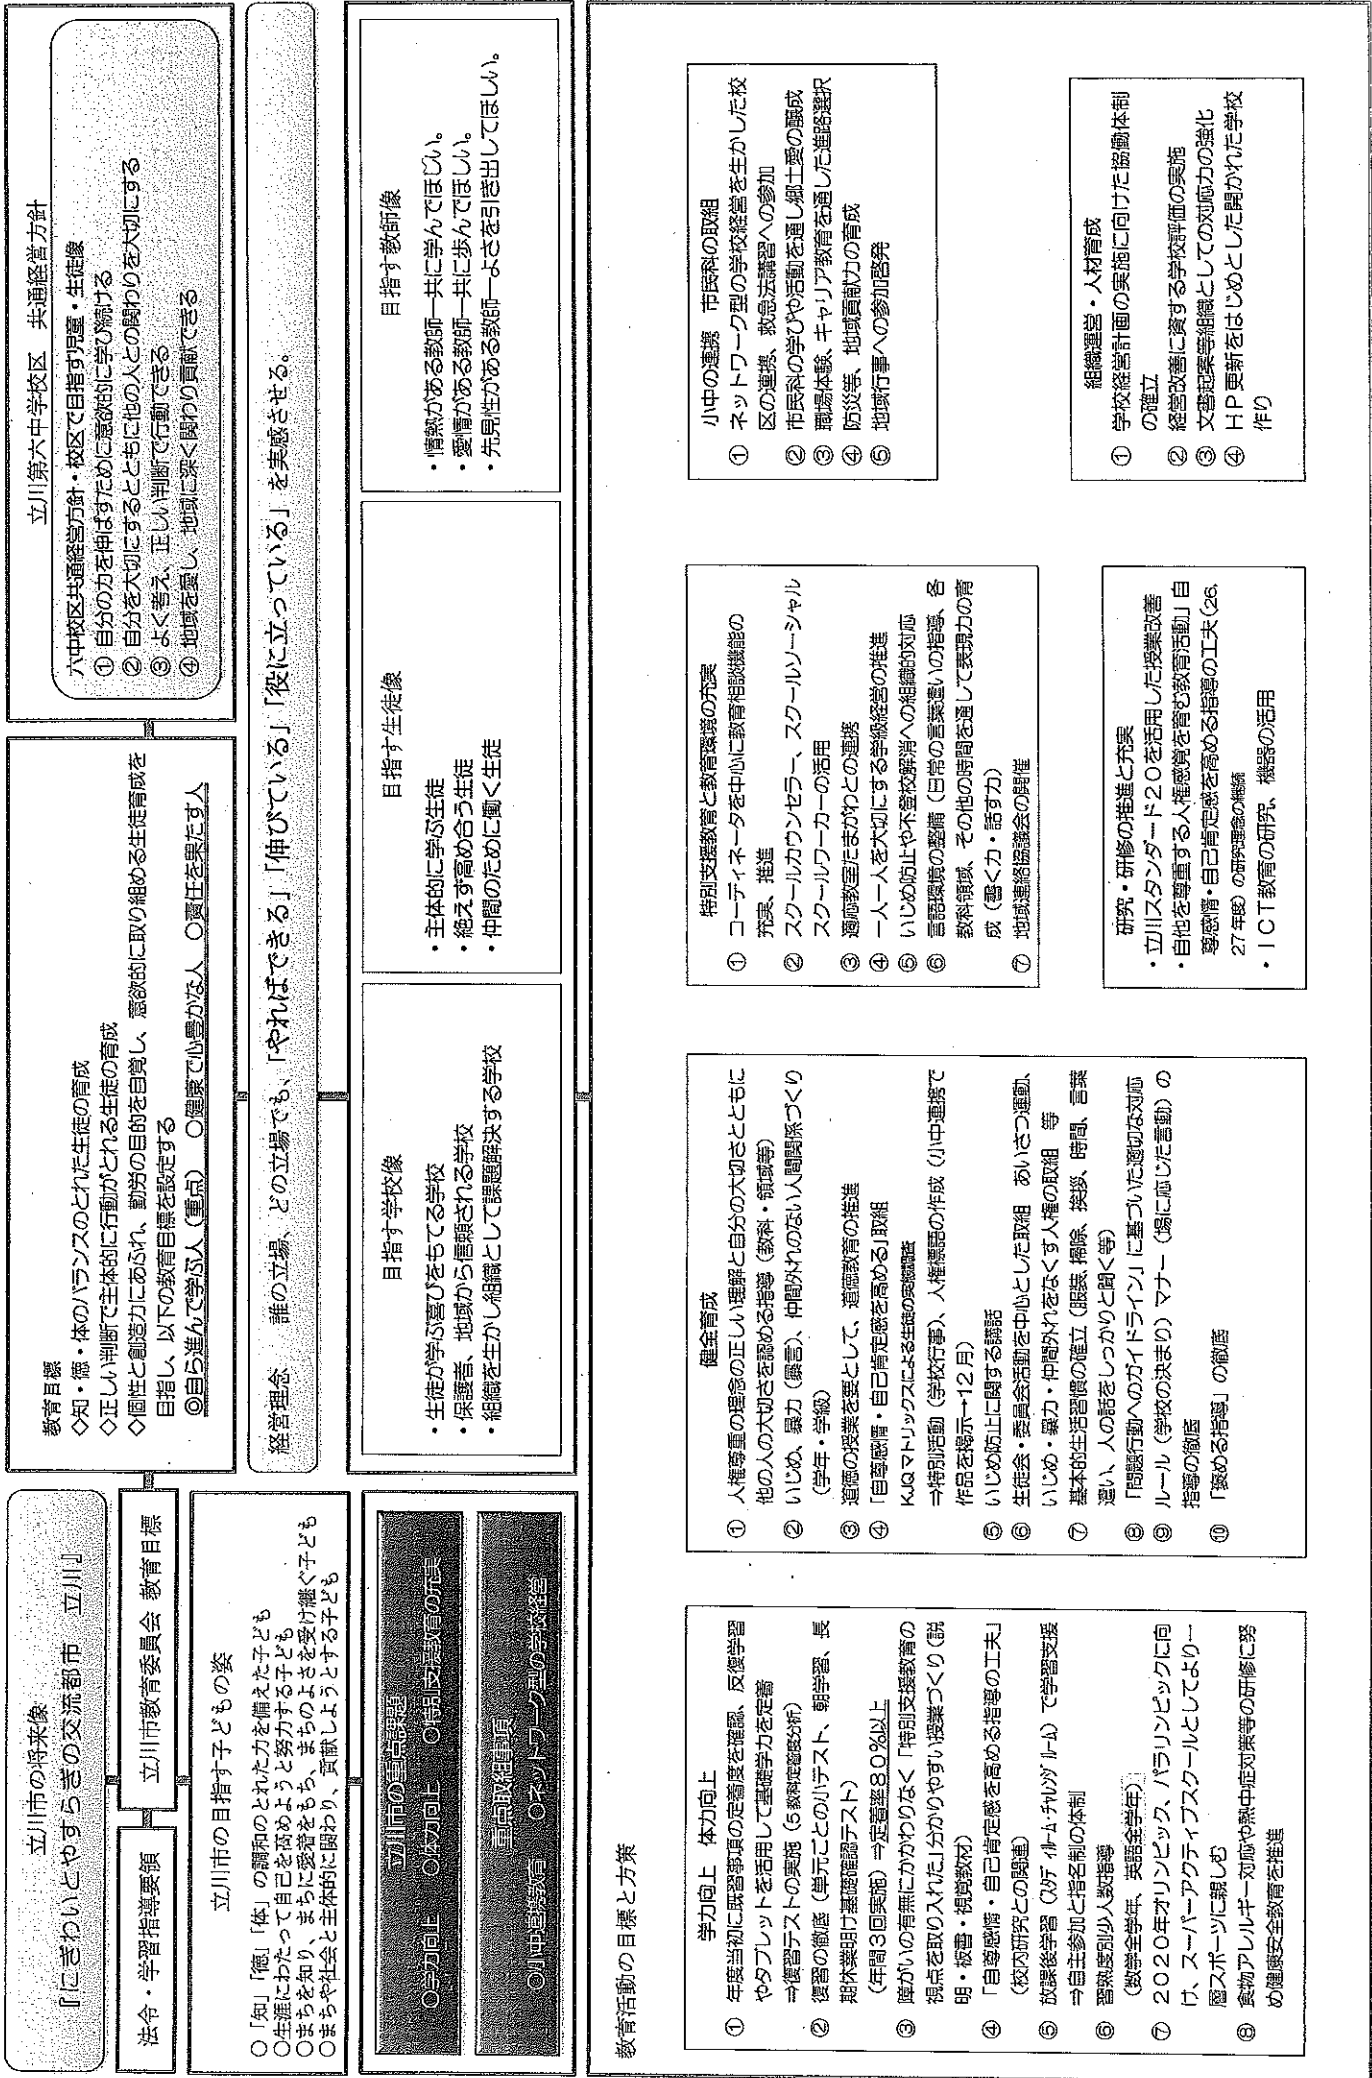 立川市の将来像
『にぎわいとやすらぎの交流都市　立川』
法令・学習指導要領
立川市教育委員会 教育目標
立川市の目指す子どもの姿
○「知」「徳」「体」の調和のとれた力を備えた子ども
○生涯にわたって自己を高めようと努力する子ども
○まちを知り、まちに愛着をもち、まちのよさを受け継ぐ子ども
○まちや社会と主体的に関わり、貢献しようとする子ども
立川市の重点課題
○学力向上　○体力向上　○特別支援教育の充実
重点取組事項
○小中連携教育　○ネットワーク型の学校経営
教育目標
◇知・徳・体のバランスのとれた生徒の育成
◇正しい判断で主体的に行動がとれる生徒の育成
◇個性と創造力にあふれ、勤労の目的を自覚し、意欲的に取り組める生徒育成を
目指し、以下の教育目標を設定する
◎自ら進んで学ぶ人（重点）　○健康で心豊かな人　○責任を果たす人
立川第六中学校区　共通経営方針
六中校区共通経営方針・校区で目指す児童・生徒像
① 自分の力を伸ばすために意欲的に学び続ける
② 自分を大切にするとともに他の人との関わりを大切にする
③ よく考え、正しい判断で行動できる
④ 地域を愛し、地域に深く関わり貢献できる
経営理念　誰の立場、どの立場でも、「やればできる」「伸びている」「役に立っている」を実感させる。
目指す学校像
・生徒が学ぶ喜びをもてる学校
・保護者、地域から信頼される学校
・組織を生かし組織として課題解決する学校
目指す生徒像
・主体的に学ぶ生徒
・絶えず高め合う生徒
・仲間のために働く生徒
目指す教師像
・情熱がある教師―共に学んでほしい。
・愛情がある教師―共に歩んでほしい。
・先見性がある教師―よさを引き出してほしい。
教育活動の目標と方策
学力向上　体力向上
① 年度当初に既習事項の定着度を確認、反復学習
やタブレットを活用して基礎学力を定着
⇒復習テストの実施（５教科定着度分析）
② 復習の徹底（単元ごとの小テスト、朝学習、長
期休業明け基礎確認テスト）
（年間３回実施）⇒定着率８０％以上
③ 障がいの有無にかかわりなく「特別支援教育の
視点を取り入れた」分かりやすい授業づくり（説
明・板書・視覚教材）
④ 「自尊感情・自己肯定感を高める指導の工夫」
（校内研究との関連）
⑤ 放課後学習（ｽﾀﾃﾞｨﾙｰﾑ・ﾁｬﾚﾝｼﾞﾙｰﾑ）で学習支援
⇒自主参加と指名制の体制
⑥ 習熟度別少人数指導
（数学全学年、英語全学年）
⑦ ２０２０年オリンピック、パラリンピックに向
け、スーパーアクティブスクールとしてより一
層スポーツに親しむ
⑧ 食物アレルギー対応や熱中症対策等の研修に努
め健康安全教育を推進
健全育成
① 人権尊重の理念の正しい理解と自分の大切さとともに
他の人の大切さを認める指導（教科・領域等）
② いじめ、暴力（暴言）、仲間外れのない人間関係づくり
（学年・学級）
③ 道徳の授業を要として、道徳教育の推進
④ 「自尊感情・自己肯定感を高める」取組
KJQマトリックスによる生徒の実態調査
⇒特別活動（学校行事）、人権標語の作成（小中連携で
作品を掲示→12月）
⑤ いじめ防止に関する講話
⑥ 生徒会・委員会活動を中心とした取組　あいさつ運動、
いじめ・暴力・仲間外れをなくす人権の取組　等
⑦ 基本的生活習慣の確立（服装、掃除、挨拶、時間、言葉
遣い、人の話をしっかりと聞く等）
⑧ 「問題行動へのガイドライン」に基づいた適切な対応
⑨ ルール（学校の決まり）マナー（場に応じた言動）の
指導の徹底
⑩ 「褒める指導」の徹底
特別支援教育と教育環境の充実
① コーディネータを中心に教育相談機能の
充実、推進
② スクールカウンセラー、スクールソーシャル
スクールワーカーの活用
③ 適応教室たまがわとの連携
④ 一人一人を大切にする学級経営の推進
⑤ いじめ防止や不登校解消への組織的対応
⑥ 言語環境の整備（日常の言葉遣いの指導、各
教科領域、その他の時間を通して表現力の育
成（書く力・話す力）
⑦ 地域連絡協議会の開催
研究・研修の推進と充実
・立川スタンダード２０を活用した授業改善
・自他を尊重する人権感覚を育む教育活動」自
尊感情・自己肯定感を高める指導の工夫（26、
27年度）の研究理念の継続
・ＩＣＴ教育の研究、機器の活用
小中の連携　市民科の取組
① ネットワーク型の学校経営を生かした校
区の連携、救急法講習への参加
② 市民科の学びや活動を通し郷土愛の醸成
③ 職場体験、キャリア教育を通した進路選択
④ 防災等、地域貢献力の育成
⑤ 地域行事への参加啓発
組織運営・人材育成
① 学校経営計画の実施に向けた協働体制
の確立
② 経営改善に資する学校評価の実施
③ 文書起案等組織としての対応力の強化
④ ＨＰ更新をはじめとした開かれた学校
作り